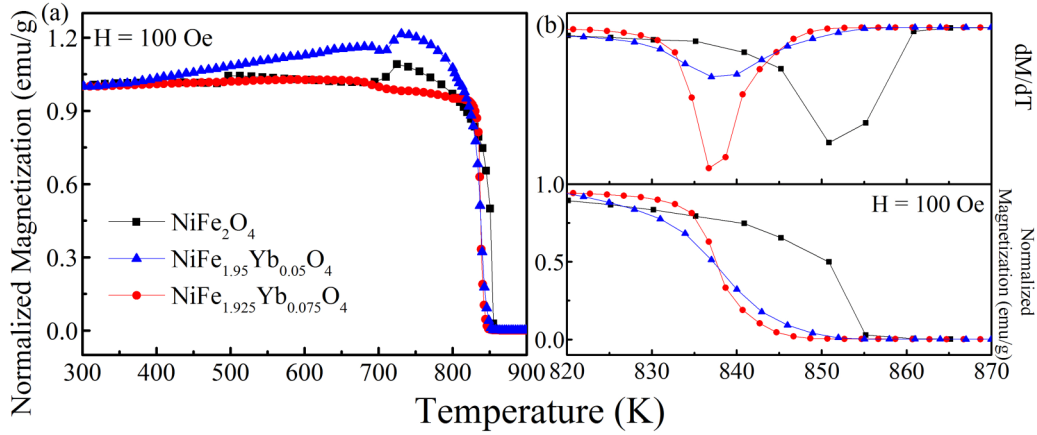 (a)
H = 100 Oe
Normalized Magnetization (emu/g)
1.2
0.9
0.6
0.3
0.0
NiFe₂O₄
NiFe₁.₉₅Yb₀.₀₅O₄
NiFe₁.₉₂₅Yb₀.₀₇₅O₄
300 400 500 600 700 800 900
(b)
dM/dT
1.0
0.5
0.0
H = 100 Oe
Normalized
Magnetization (emu/g)
820 830 840 850 860 870
Temperature (K)